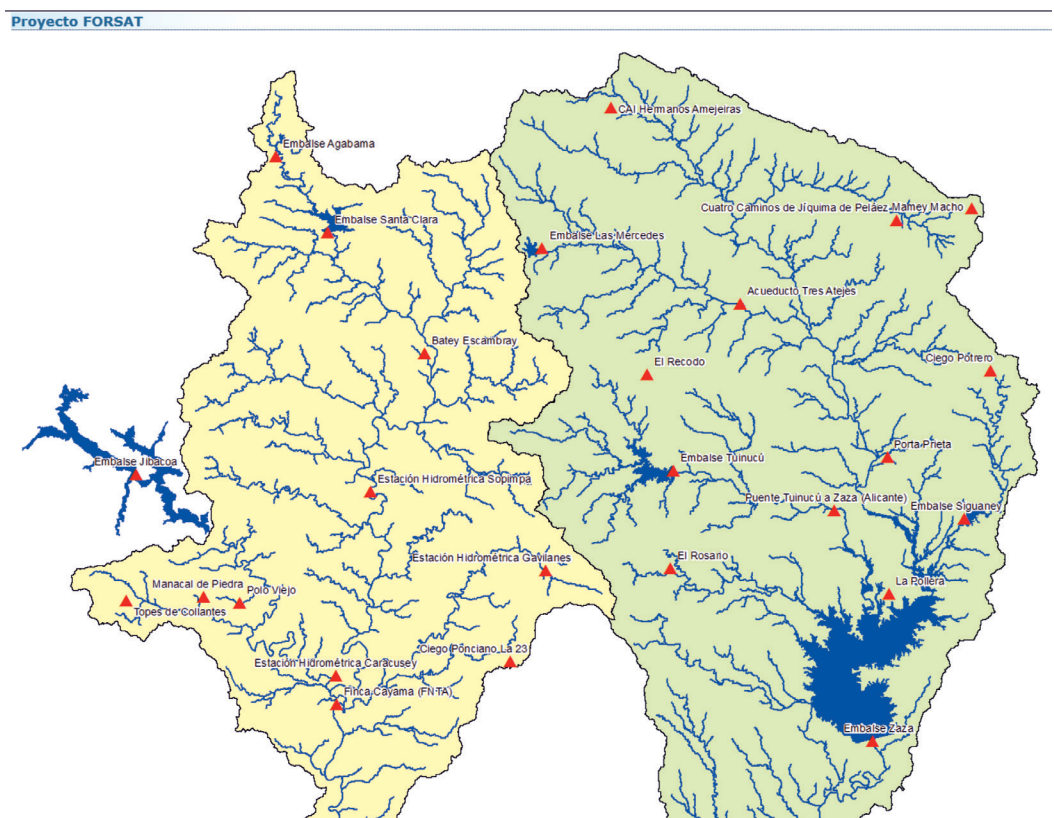 Proyecto FORSAT
CAI Hermanos Amejeiras
Embalse Agabama
Cuatro Caminos de Jíquima de Peláez
Mamey Macho
Embalse Santa Clara
Embalse Las Mercedes
Acueducto Tres Atejes
Batey Escambray
El Recodo
Ciego Potrero
Embalse Jibacoa
Embalse Tuinucú
Porta Prieta
Estación Hidrométrica Sopimpa
Puente Tuinucú a Zaza (Alicante)
Embalse Siguaney
Estación Hidrométrica Gavilanes
El Rosario
Manacal de Piedra
Polo Viejo
La Pollera
Topes de Collantes
Ciego Ponciano La 23
Estación Hidrométrica Caracusey
Finca Cayama (FNTA)
Embalse Zaza